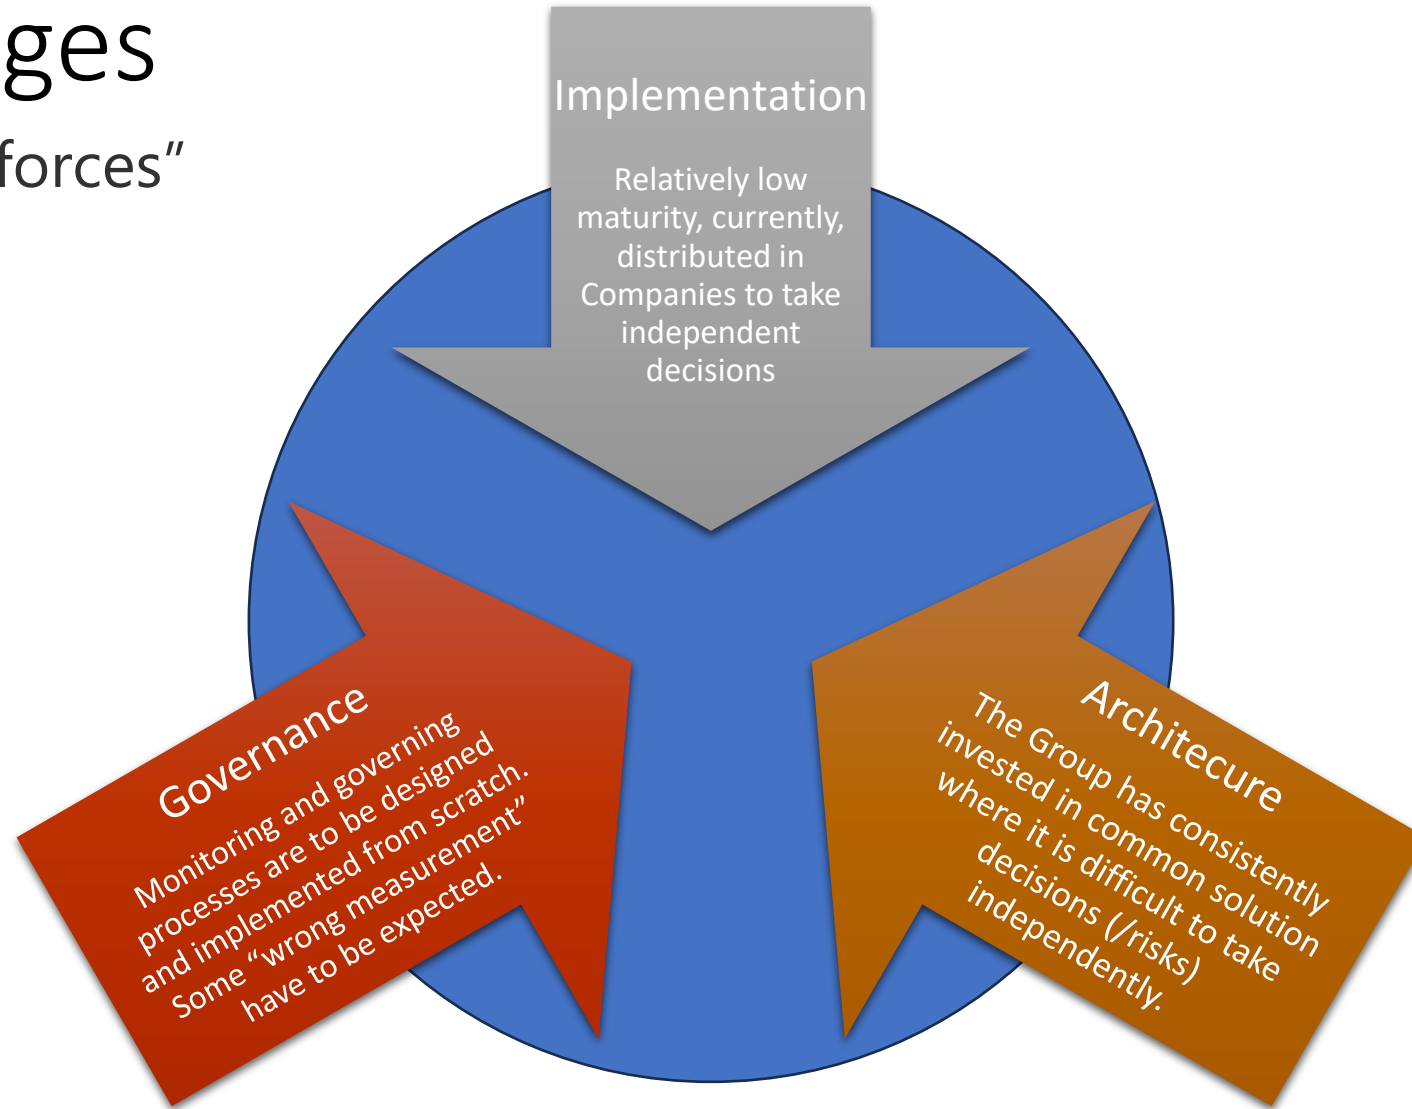 ges
forces”
Implementation
Relatively low
maturity, currently,
distributed in
Companies to take
independent
decisions
Governance
Monitoring and governing
processes are to be designed
and implemented from scratch.
Some “wrong measurement”
have to be expected.
Architecure
The Group has consistently
invested in common solution
where it is difficult to take
decisions (/risks)
independently.